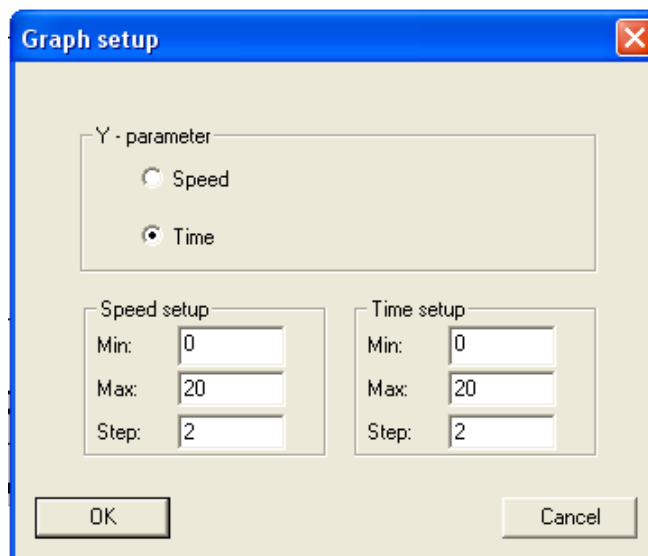 Graph setup
Y - parameter
Speed
Time
Speed setup
Min: 0
Max: 20
Step: 2
Time setup
Min: 0
Max: 20
Step: 2
OK
Cancel